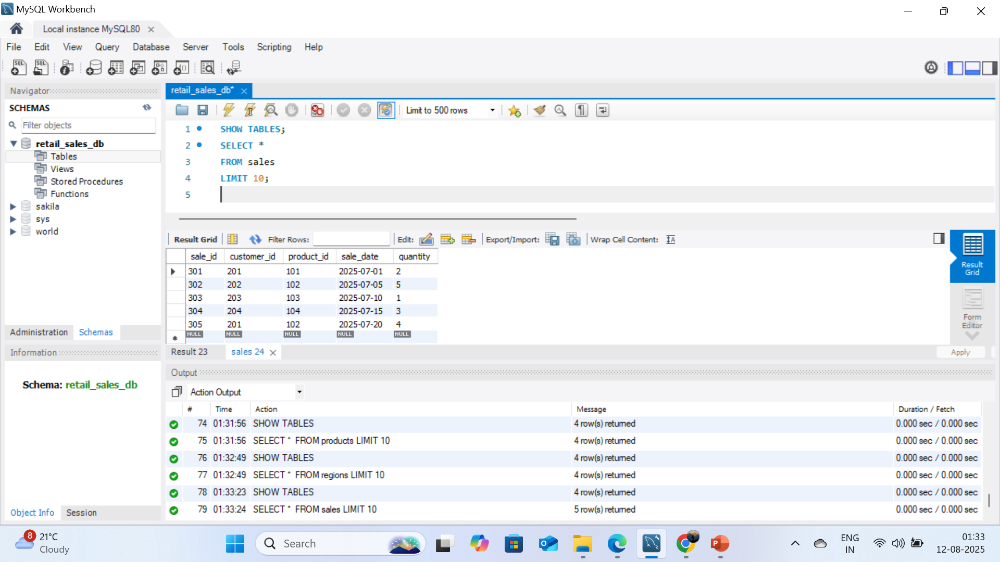 MySQL Workbench
Local instance MySQL80
File Edit View Query Database Server Tools Scripting Help
Navigator
SCHEMAS
Filter objects
retail_sales_db
Tables
Views
Stored Procedures
Functions
sakila
sys
world
Administration Schemas
Information
Schema: retail_sales_db
Object Info Session
retail_sales_db*
Limit to 500 rows
1 SHOW TABLES;
2 SELECT *
3 FROM sales
4 LIMIT 10;
5
Result Grid Filter Rows: Edit: Export/Import: Wrap Cell Content:
sale_id customer_id product_id sale_date quantity
301 201 101 2025-07-01 2
302 202 102 2025-07-05 5
303 203 103 2025-07-10 1
304 204 104 2025-07-15 3
305 201 102 2025-07-20 4
NULL NULL NULL NULL NULL
Result Grid
Form Editor
Result 23 sales 24 Apply
Output
Action Output
# Time Action Message Duration / Fetch
74 01:31:56 SHOW TABLES 4 row(s) returned 0.000 sec / 0.000 sec
75 01:31:56 SELECT * FROM products LIMIT 10 4 row(s) returned 0.000 sec / 0.000 sec
76 01:32:49 SHOW TABLES 4 row(s) returned 0.000 sec / 0.000 sec
77 01:32:49 SELECT * FROM regions LIMIT 10 4 row(s) returned 0.000 sec / 0.000 sec
78 01:33:23 SHOW TABLES 4 row(s) returned 0.000 sec / 0.000 sec
79 01:33:24 SELECT * FROM sales LIMIT 10 5 row(s) returned 0.000 sec / 0.000 sec
8 21°C
Cloudy
Search
ENG
IN
01:33
12-08-2025